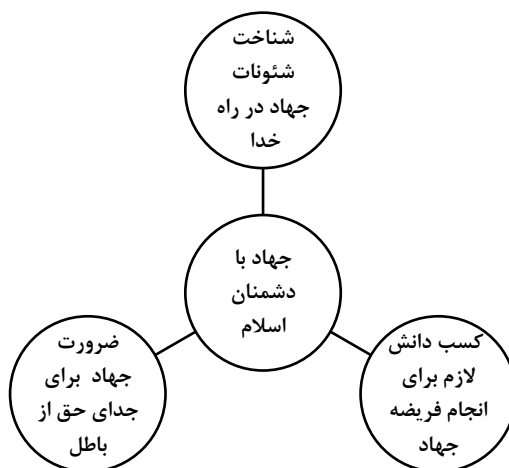 شناخت
شئونات
جهاد در راه
خدا
جهاد با
دشمنان
اسلام
کسب دانش
لازم برای
انجام فریضه
جهاد
ضرورت
جهاد برای
جدای حق از
باطل